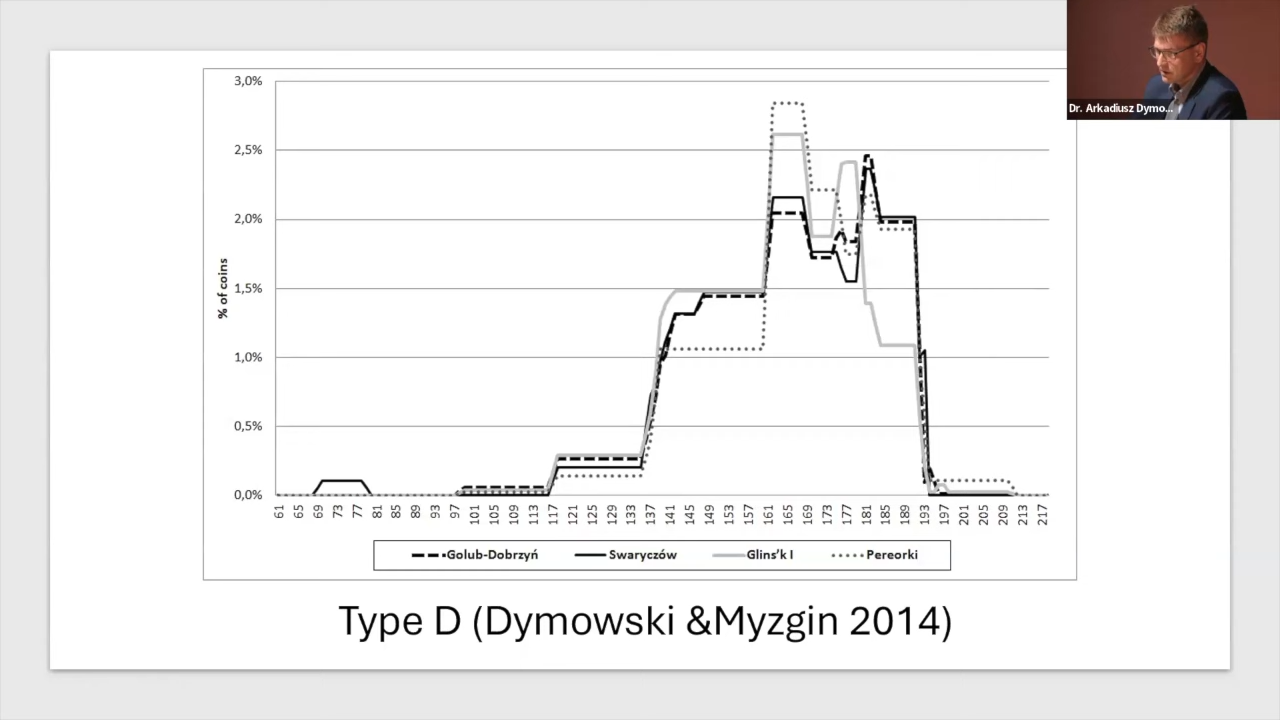 Dr. Arkadiusz Dymo...
3,0%
2,5%
2,0%
1,5%
1,0%
0,5%
0,0%
% of coins
61 65 69 73 77 81 85 89 93 97 101 105 109 113 117 121 125 129 133 137 141 145 149 153 157 161 165 169 173 177 181 185 189 193 197 201 205 209 213 217
Golub-Dobrzyń Swaryczów Glins’k I Pereorki
Type D (Dymowski &Myzgin 2014)